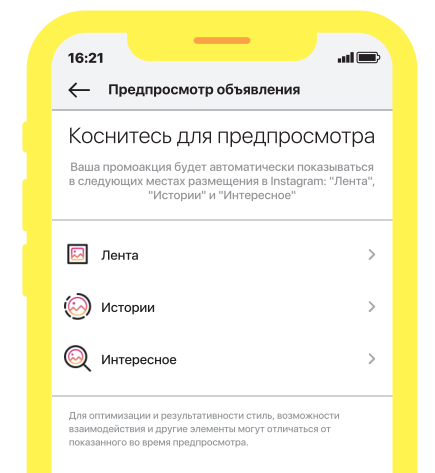 16:21
Предпросмотр объявления
Коснитесь для предпросмотра
Ваша промоакция будет автоматически показываться
в следующих местах размещения в Instagram: "Лента",
"Истории" и "Интересное"
Лента
Истории
Интересное
Для оптимизации и результативности стиль, возможности
взаимодействия и другие элементы могут отличаться от
показанного во время предпросмотра.